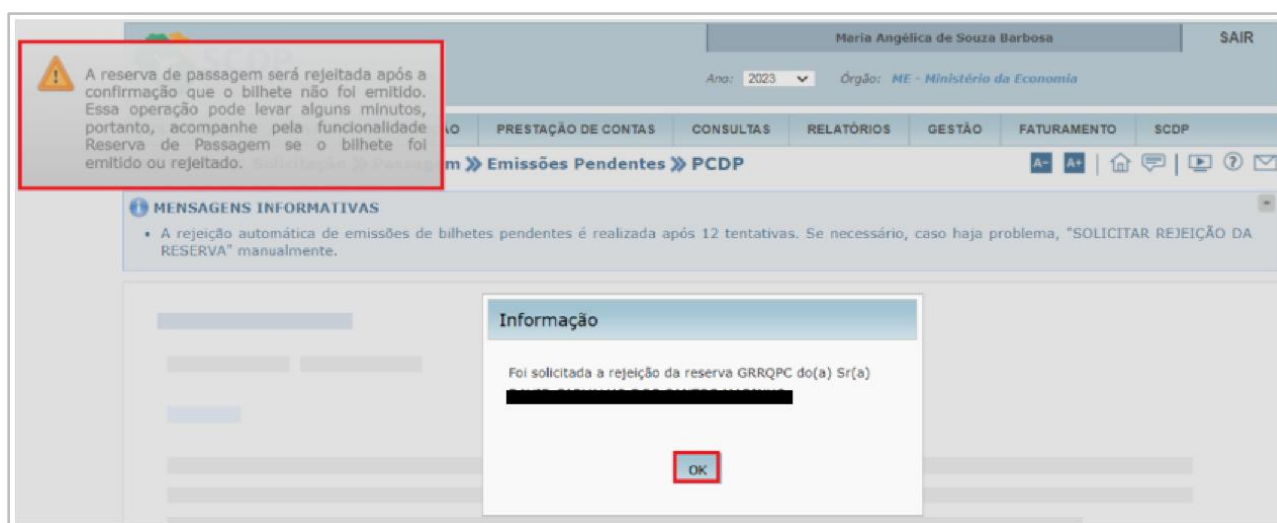 SCDP
Maria Angélica de Souza Barbosa
SAIR
Ano: 2023
Órgão: ME - Ministério da Economia
A reserva de passagem será rejeitada após a
confirmação que o bilhete não foi emitido.
Essa operação pode levar alguns minutos,
portanto, acompanhe pela funcionalidade
Reserva de Passagem se o bilhete foi
emitido ou rejeitado.
ÃO PRESTAÇÃO DE CONTAS CONSULTAS RELATÓRIOS GESTÃO FATURAMENTO SCDP
Solicitação » Passagem » Emissões Pendentes » PCDP
A- A+
MENSAGENS INFORMATIVAS
• A rejeição automática de emissões de bilhetes pendentes é realizada após 12 tentativas. Se necessário, caso haja problema, "SOLICITAR REJEIÇÃO DA
RESERVA" manualmente.
Informação
Foi solicitada a rejeição da reserva GRRQPC do(a) Sr(a)
OK